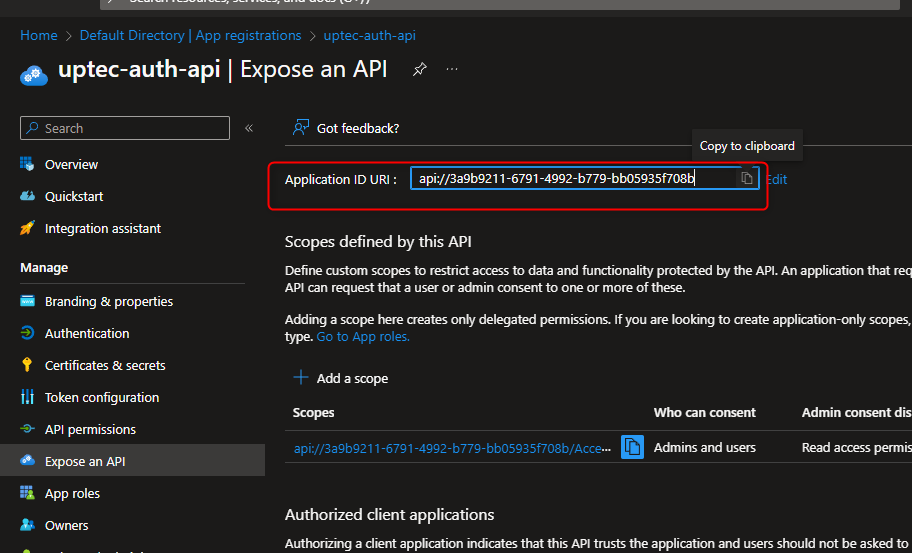 Search resources, services, and docs (G+/)
Home > Default Directory | App registrations > uptec-auth-api
uptec-auth-api | Expose an API
Search
«
Got feedback?
Copy to clipboard
Overview
Application ID URI : api://3a9b9211-6791-4992-b779-bb05935f708b Edit
Quickstart
Integration assistant
Scopes defined by this API
Manage
Define custom scopes to restrict access to data and functionality protected by the API. An application that req
API can request that a user or admin consent to one or more of these.
Branding & properties
Adding a scope here creates only delegated permissions. If you are looking to create application-only scopes,
Authentication
type. Go to App roles.
Certificates & secrets
Add a scope
Token configuration
Scopes Who can consent Admin consent dis
API permissions
api://3a9b9211-6791-4992-b779-bb05935f708b/Acce... Admins and users Read access permis
Expose an API
App roles
Authorized client applications
Owners
Authorizing a client application indicates that this API trusts the application and users should not be asked to